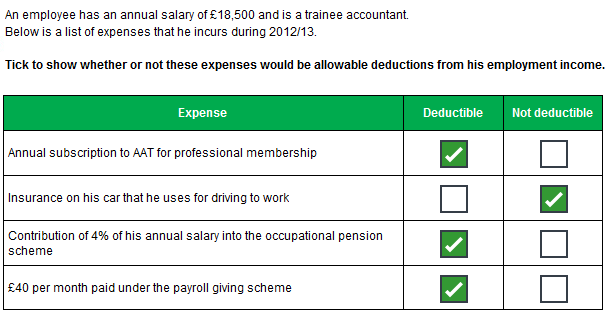 An employee has an annual salary of £18,500 and is a trainee accountant.
Below is a list of expenses that he incurs during 2012/13.
Tick to show whether or not these expenses would be allowable deductions from his employment income.
Expense Deductible Not deductible
Annual subscription to AAT for professional membership
Insurance on his car that he uses for driving to work
Contribution of 4% of his annual salary into the occupational pension
scheme
£40 per month paid under the payroll giving scheme